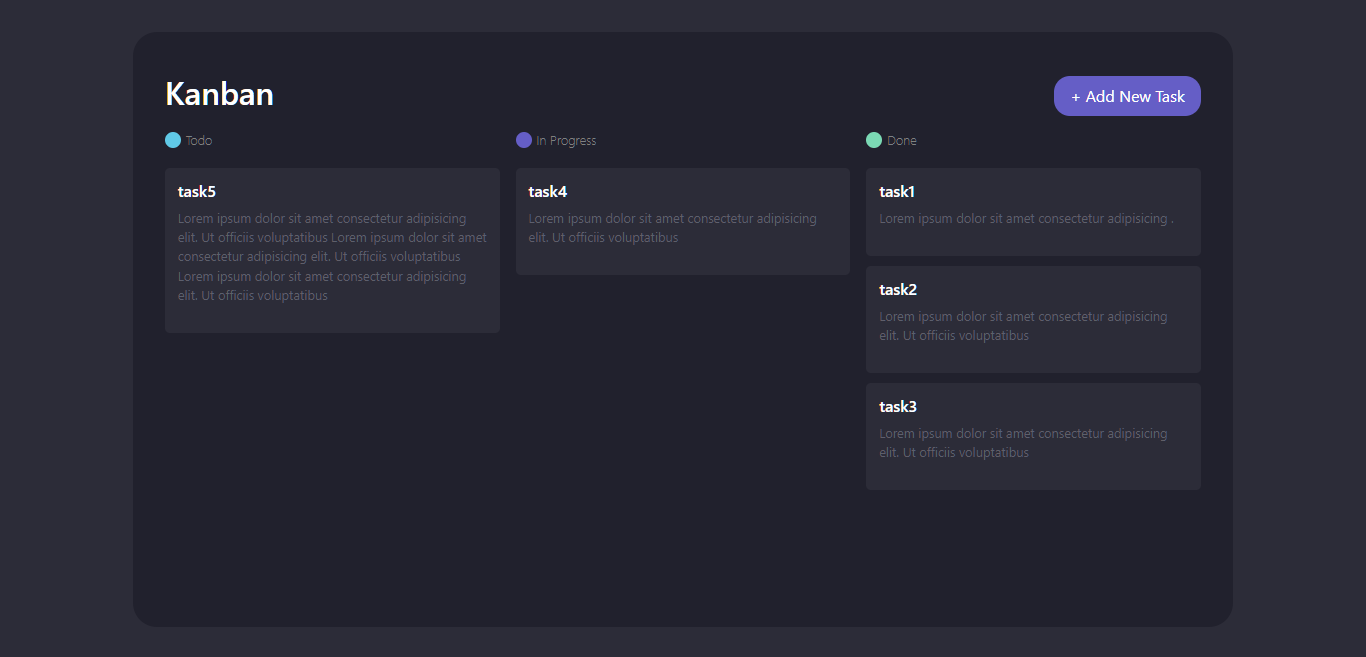 Kanban
+ Add New Task
Todo
task5
Lorem ipsum dolor sit amet consectetur adipisicing
elit. Ut officiis voluptatibus Lorem ipsum dolor sit amet
consectetur adipisicing elit. Ut officiis voluptatibus
Lorem ipsum dolor sit amet consectetur adipisicing
elit. Ut officiis voluptatibus
In Progress
task4
Lorem ipsum dolor sit amet consectetur adipisicing
elit. Ut officiis voluptatibus
Done
task1
Lorem ipsum dolor sit amet consectetur adipisicing .
task2
Lorem ipsum dolor sit amet consectetur adipisicing
elit. Ut officiis voluptatibus
task3
Lorem ipsum dolor sit amet consectetur adipisicing
elit. Ut officiis voluptatibus